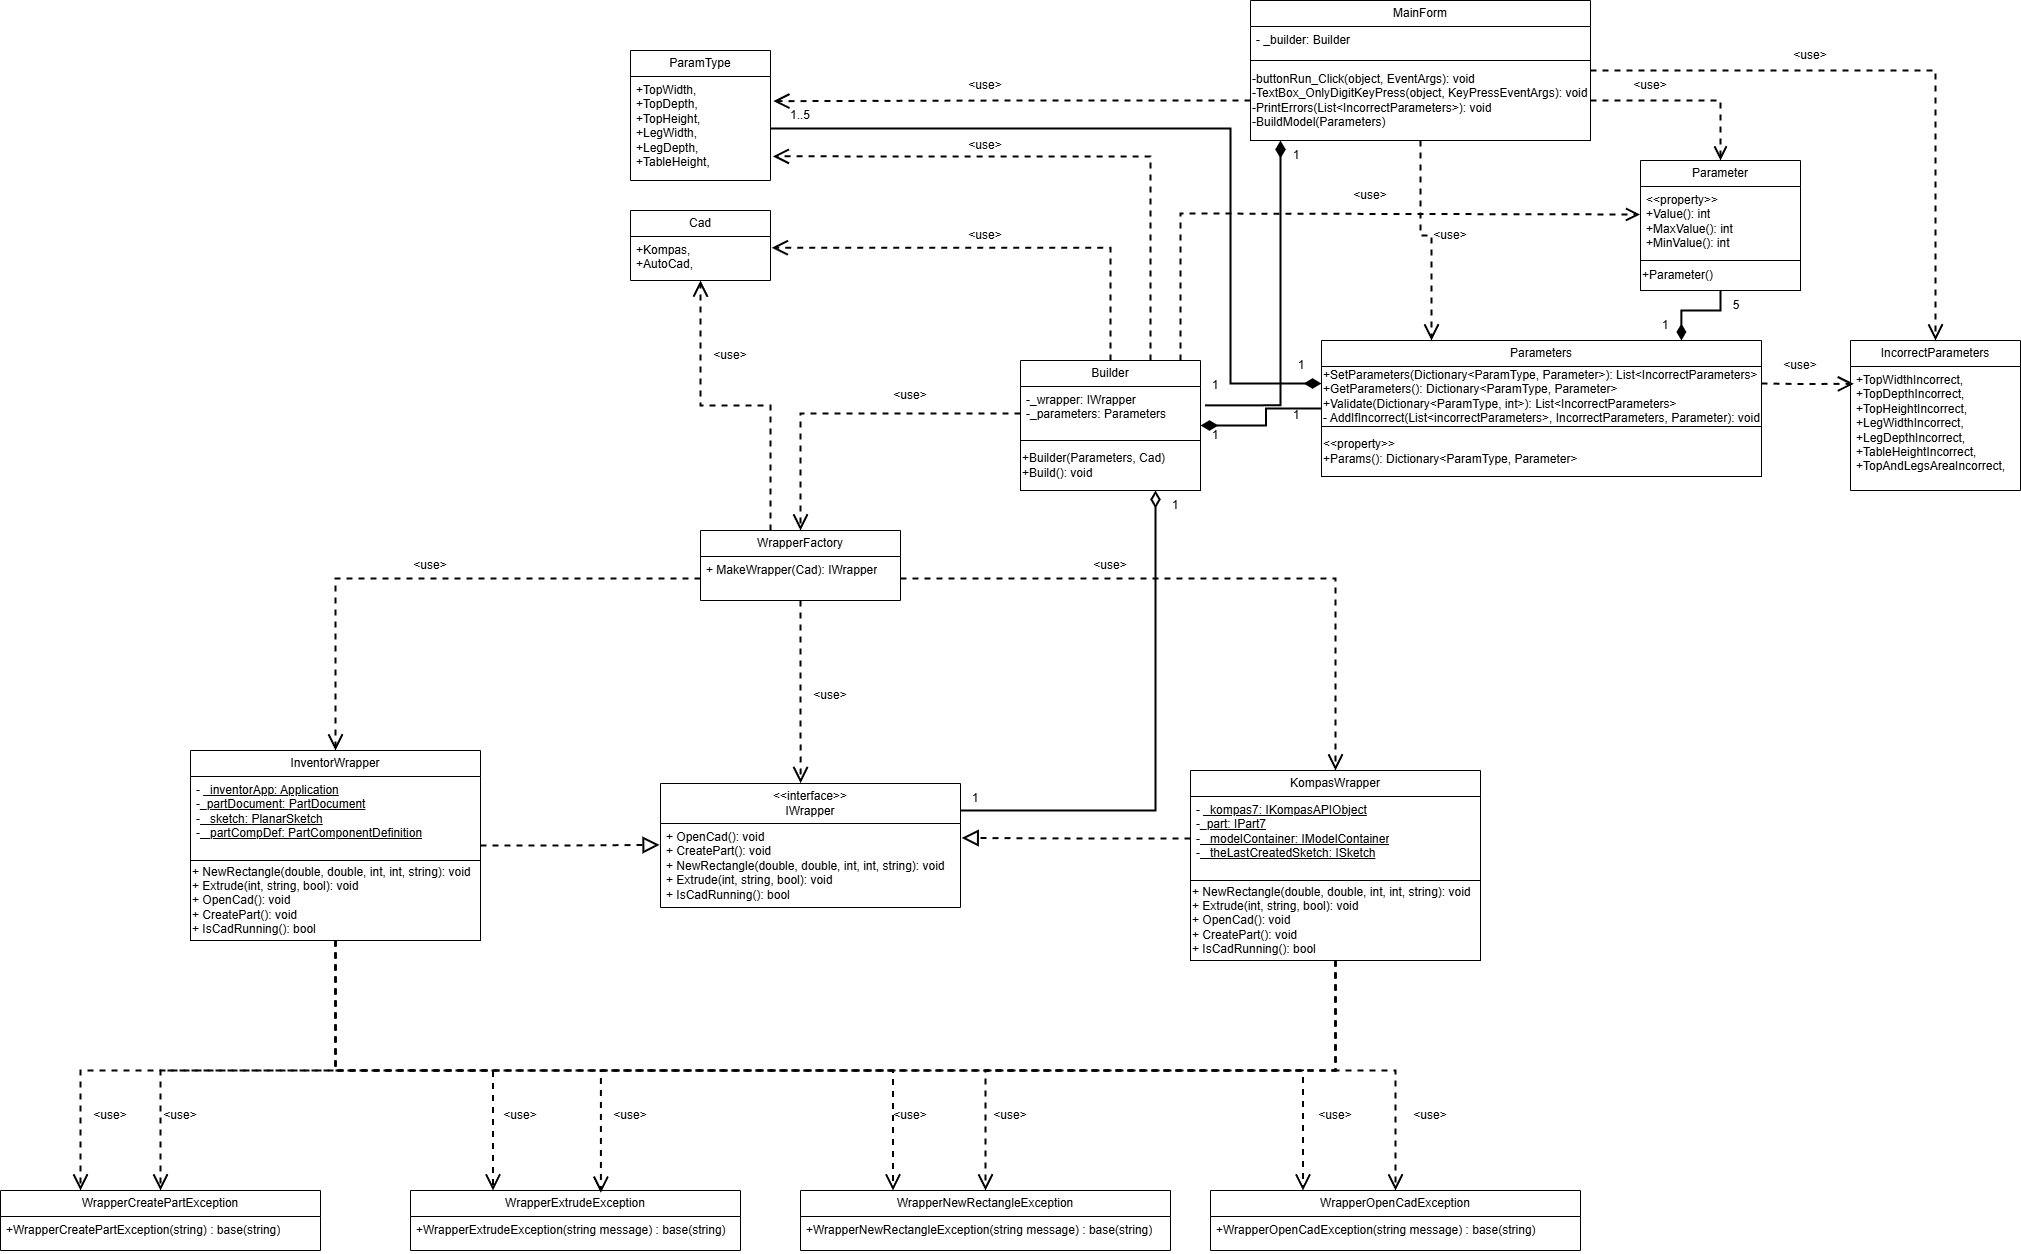 MainForm
- _builder: Builder
-buttonRun_Click(object, EventArgs): void
-TextBox_OnlyDigitKeyPress(object, KeyPressEventArgs): void
-PrintErrors(List<IncorrectParameters>): void
-BuildModel(Parameters)
<use>
<use>
<use>
1..5
<use>
1
ParamType
+TopWidth,
+TopDepth,
+TopHeight,
+LegWidth,
+LegDepth,
+TableHeight,
Cad
+Kompas,
+AutoCad,
<use>
<use>
<use>
Parameter
<<property>>
+Value(): int
+MaxValue(): int
+MinValue(): int
+Parameter()
5
1
<use>
<use>
Builder
-_wrapper: IWrapper
-_parameters: Parameters
+Builder(Parameters, Cad)
+Build(): void
1
1
1
1
1
Parameters
+SetParameters(Dictionary<ParamType, Parameter>): List<IncorrectParameters>
+GetParameters(): Dictionary<ParamType, Parameter>
+Validate(Dictionary<ParamType, int>): List<IncorrectParameters>
- AddIfIncorrect(List<incorrectParameters>, IncorrectParameters, Parameter): void
<<property>>
+Params(): Dictionary<ParamType, Parameter>
<use>
IncorrectParameters
+TopWidthIncorrect,
+TopDepthIncorrect,
+TopHeightIncorrect,
+LegWidthIncorrect,
+LegDepthIncorrect,
+TableHeightIncorrect,
+TopAndLegsAreaIncorrect,
WrapperFactory
+ MakeWrapper(Cad): IWrapper
<use>
<use>
<use>
InventorWrapper
- _inventorApp: Application
-_partDocument: PartDocument
- _sketch: PlanarSketch
- _partCompDef: PartComponentDefinition
+ NewRectangle(double, double, int, int, string): void
+ Extrude(int, string, bool): void
+ OpenCad(): void
+ CreatePart(): void
+ IsCadRunning(): bool
<<interface>>
IWrapper
+ OpenCad(): void
+ CreatePart(): void
+ NewRectangle(double, double, int, int, string): void
+ Extrude(int, string, bool): void
+ IsCadRunning(): bool
1
KompasWrapper
- _kompas7: IKompasAPIObject
-_part: IPart7
- _modelContainer: IModelContainer
- _theLastCreatedSketch: ISketch
+ NewRectangle(double, double, int, int, string): void
+ Extrude(int, string, bool): void
+ OpenCad(): void
+ CreatePart(): void
+ IsCadRunning(): bool
<use>
<use>
<use>
<use>
<use>
<use>
<use>
<use>
WrapperCreatePartException
+WrapperCreatePartException(string) : base(string)
WrapperExtrudeException
+WrapperExtrudeException(string message) : base(string)
WrapperNewRectangleException
+WrapperNewRectangleException(string message) : base(string)
WrapperOpenCadException
+WrapperOpenCadException(string message) : base(string)